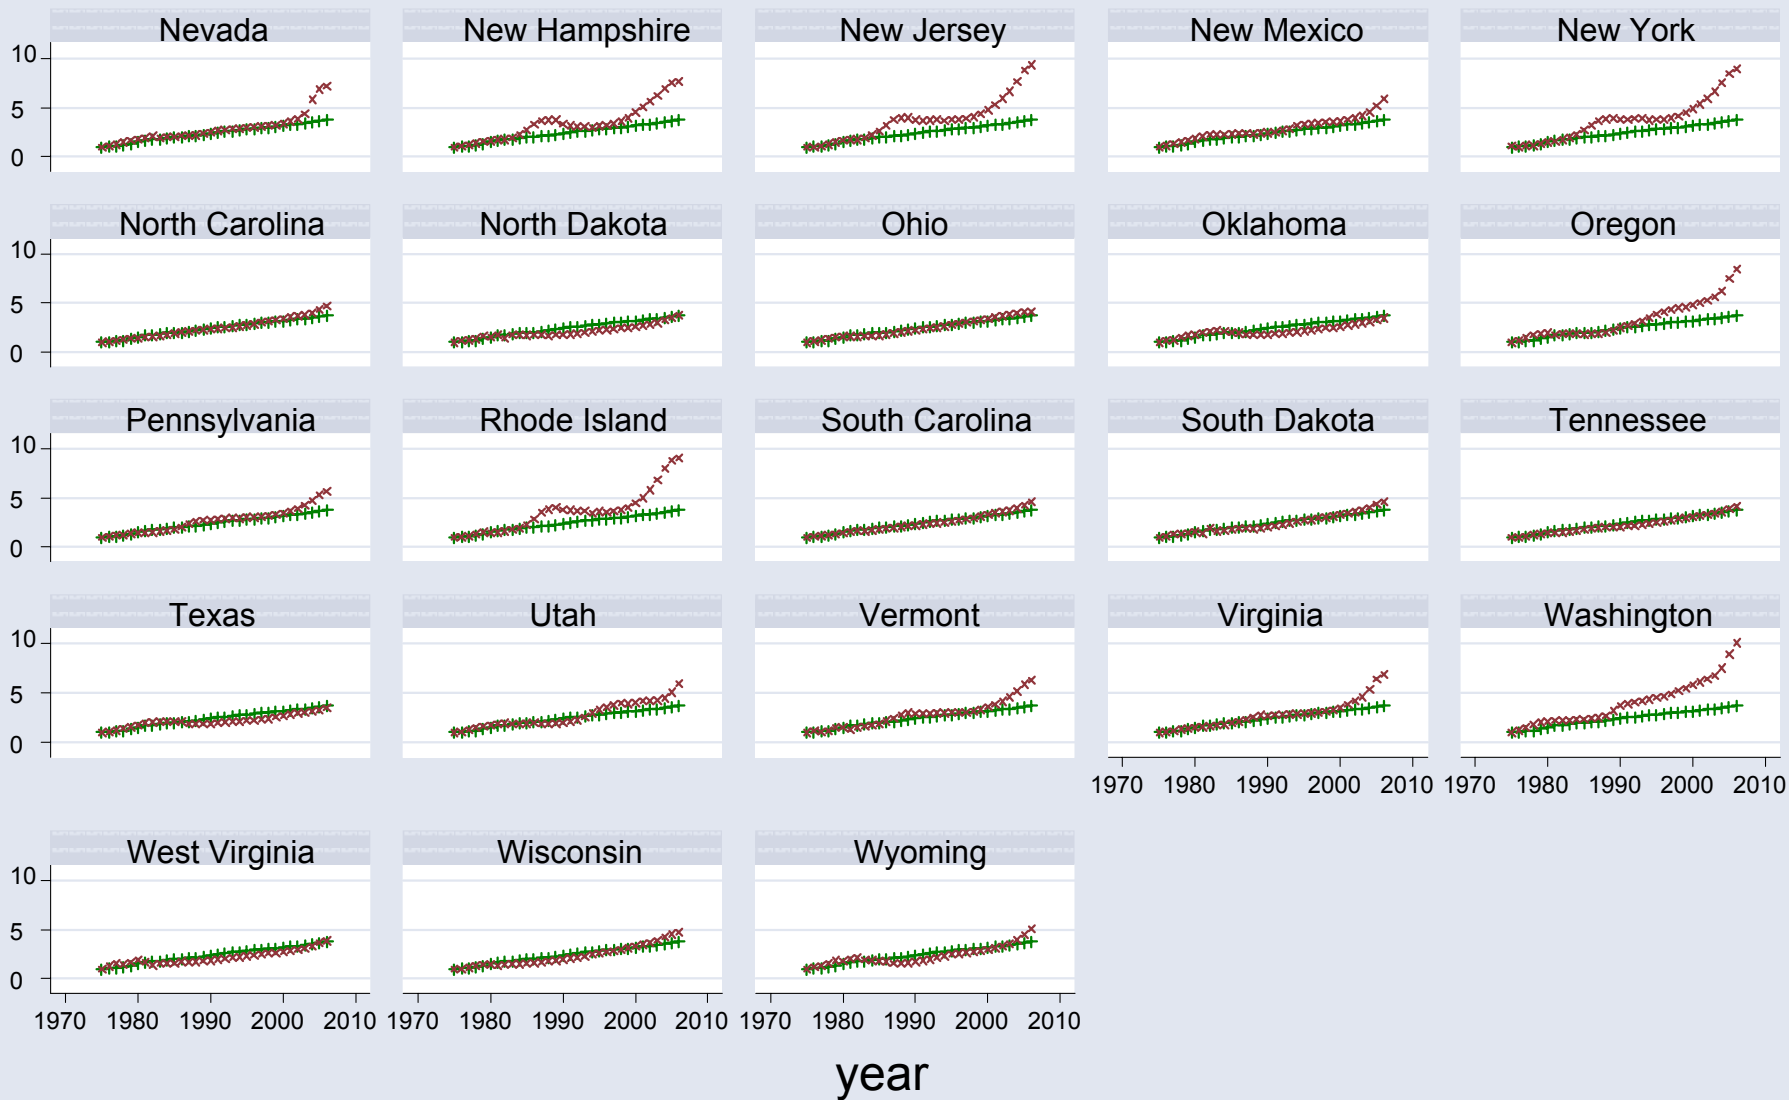 Nevada New Hampshire New Jersey New Mexico New York
10
5
0
North Carolina North Dakota Ohio Oklahoma Oregon
10
5
0
Pennsylvania Rhode Island South Carolina South Dakota Tennessee
10
5
0
Texas Utah Vermont Virginia Washington
10
5
0
1970 1980 1990 2000 2010 1970 1980 1990 2000 2010
West Virginia Wisconsin Wyoming
10
5
0
1970 1980 1990 2000 2010 1970 1980 1990 2000 2010 1970 1980 1990 2000 2010
year